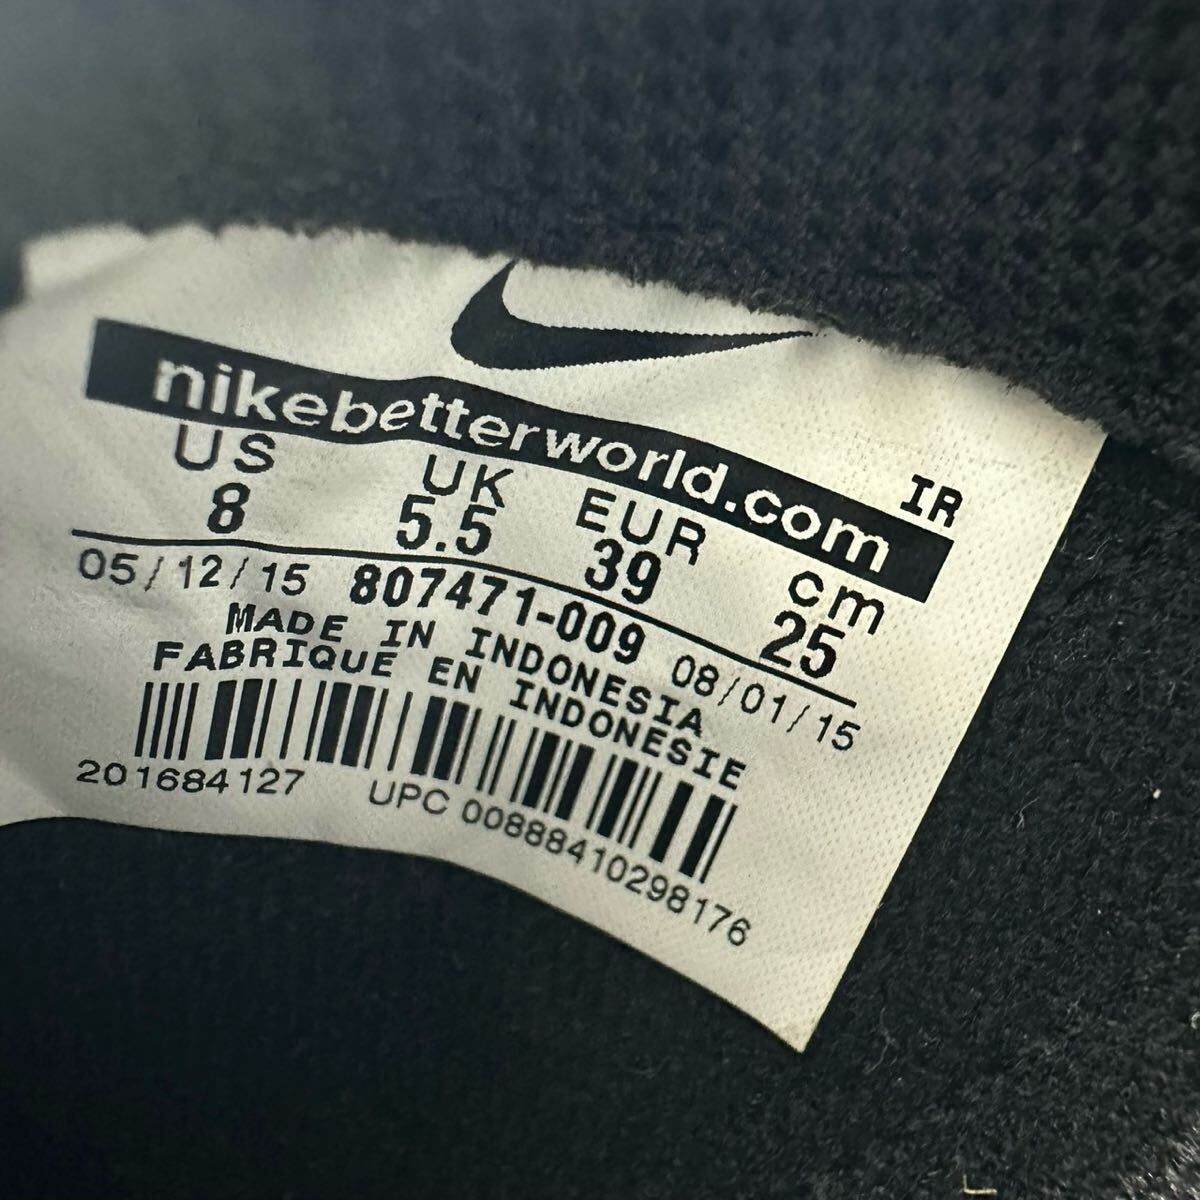 nikebetterworld.com
IR
US UK EUR cm
8 5.5 39 25
05/12/15 807471-009 08/01/15
MADE IN INDONESIA
FABRIQUE EN INDONESIE
201684127 UPC 00888410298176